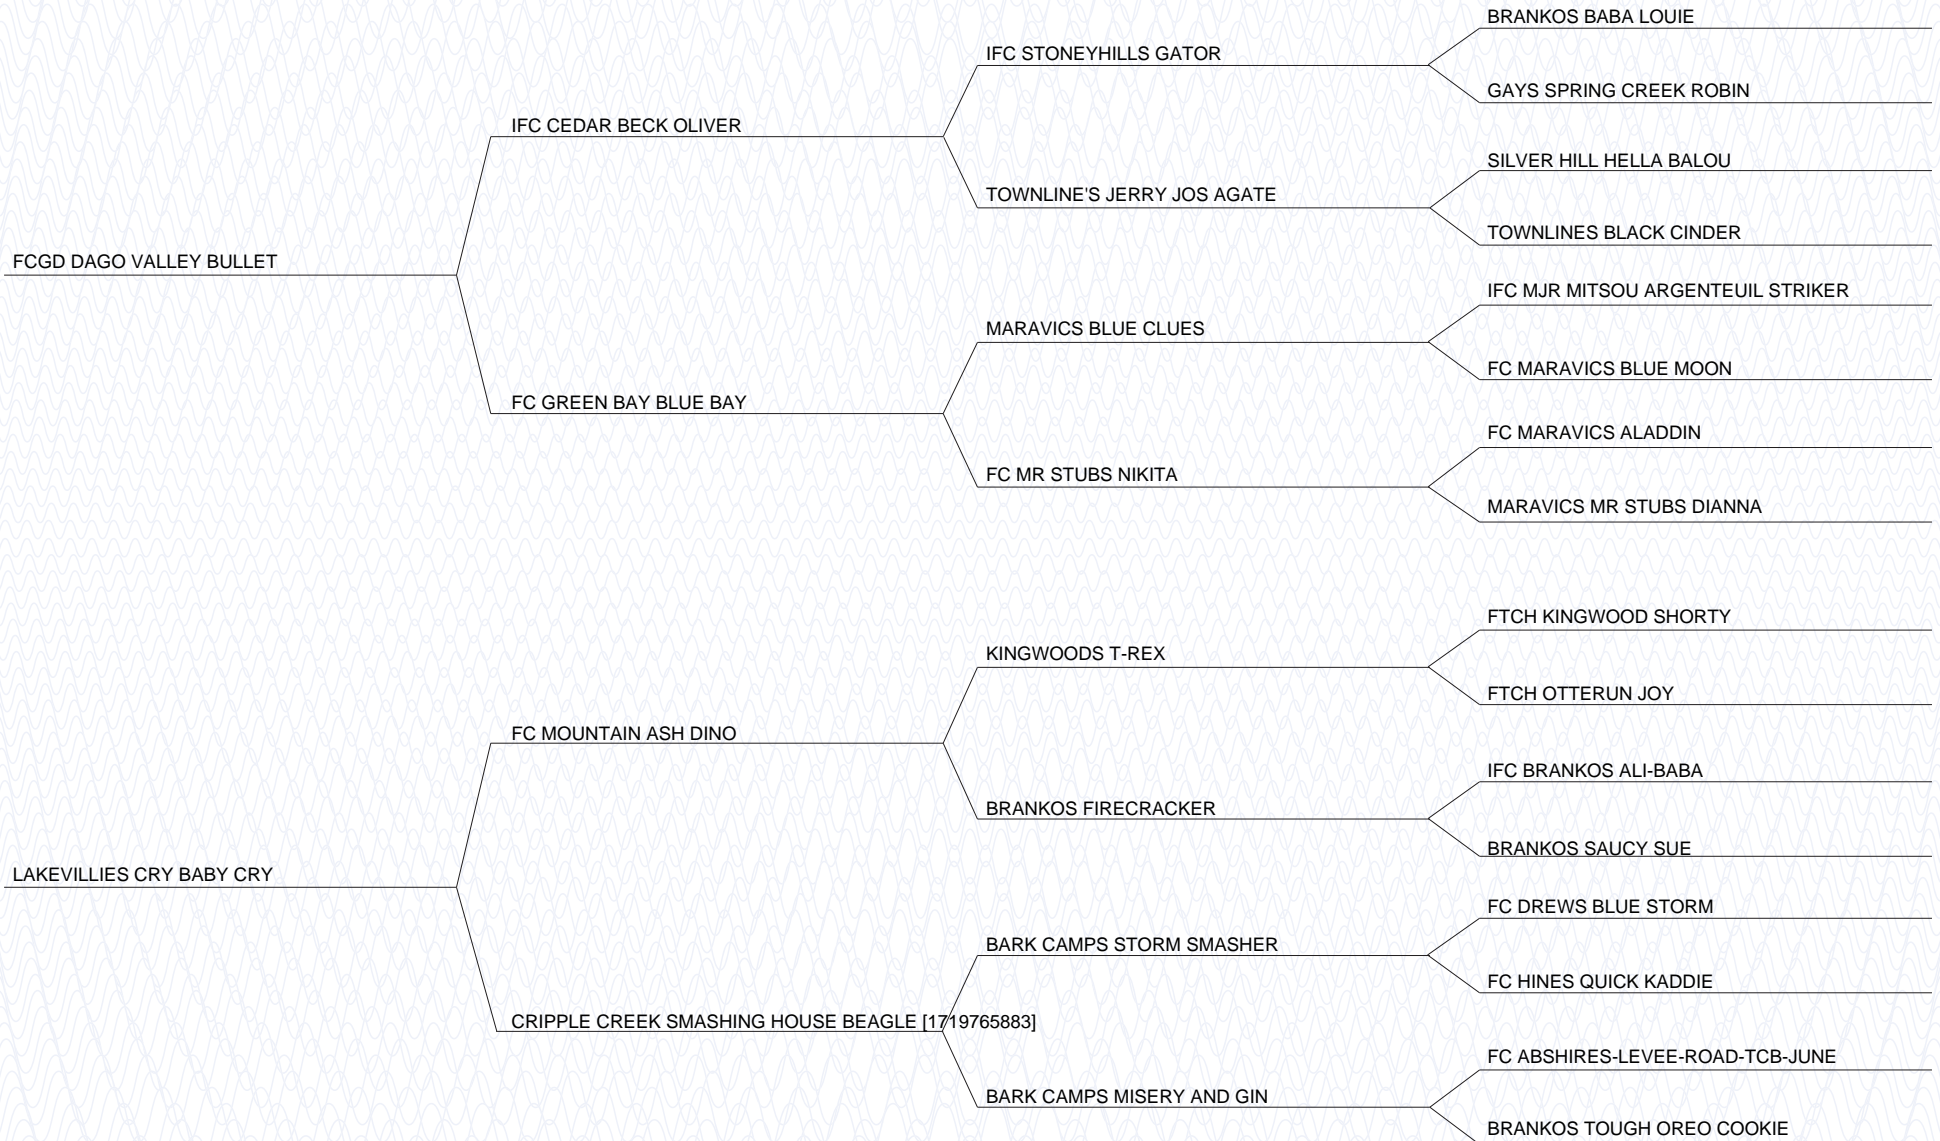 BRANKOS BABA LOUIE
IFC STONEYHILLS GATOR
GAYS SPRING CREEK ROBIN
IFC CEDAR BECK OLIVER
SILVER HILL HELLA BALOU
TOWNLINE'S JERRY JOS AGATE
TOWNLINES BLACK CINDER
FCGD DAGO VALLEY BULLET
IFC MJR MITSOU ARGENTEUIL STRIKER
MARAVICS BLUE CLUES
FC MARAVICS BLUE MOON
FC GREEN BAY BLUE BAY
FC MARAVICS ALADDIN
FC MR STUBS NIKITA
MARAVICS MR STUBS DIANNA
FTCH KINGWOOD SHORTY
KINGWOODS T-REX
FTCH OTTERUN JOY
FC MOUNTAIN ASH DINO
IFC BRANKOS ALI-BABA
BRANKOS FIRECRACKER
BRANKOS SAUCY SUE
LAKEVILLIES CRY BABY CRY
FC DREWS BLUE STORM
BARK CAMPS STORM SMASHER
FC HINES QUICK KADDIE
CRIPPLE CREEK SMASHING HOUSE BEAGLE [1719765883]
FC ABSHIRES-LEVEE-ROAD-TCB-JUNE
BARK CAMPS MISERY AND GIN
BRANKOS TOUGH OREO COOKIE